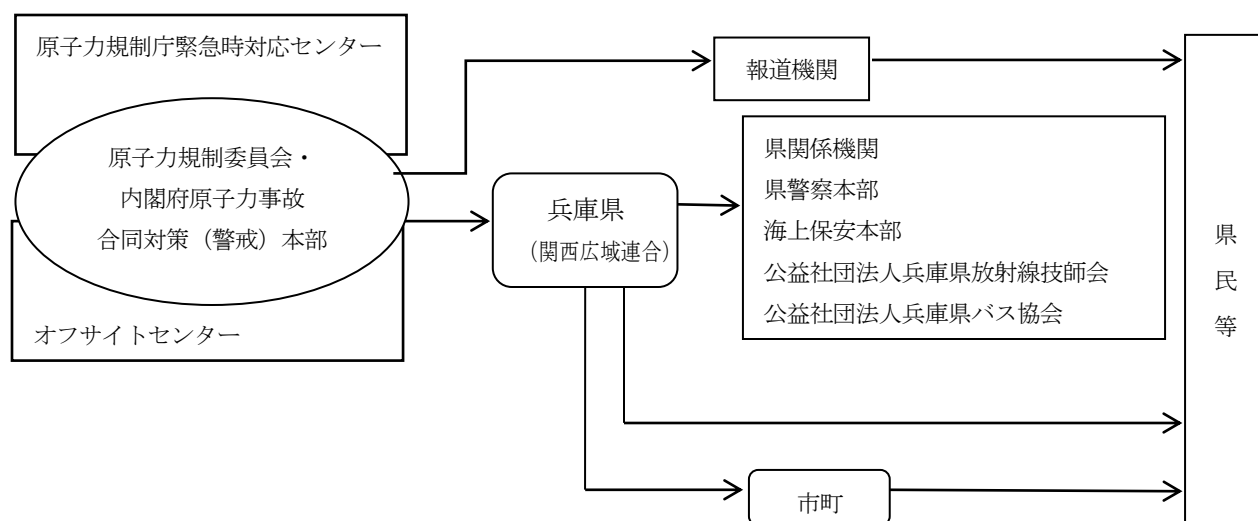 原子力規制庁緊急時対応センター
原子力規制委員会・
内閣府原子力事故
合同対策（警戒）本部
オフサイトセンター
報道機関
兵庫県
（関西広域連合）
県関係機関
県警察本部
海上保安本部
公益社団法人兵庫県放射線技師会
公益社団法人兵庫県バス協会
市町
県
民
等